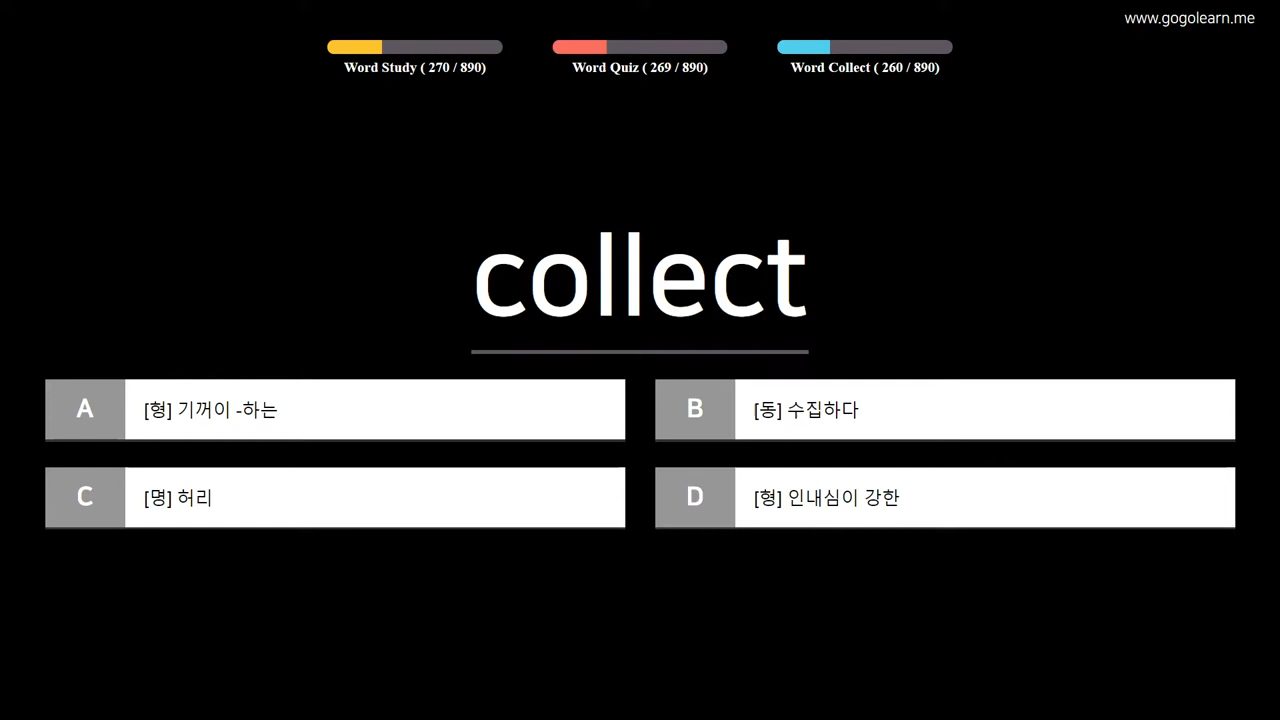 www.gogolearn.me
Word Study ( 270 / 890)
Word Quiz ( 269 / 890)
Word Collect ( 260 / 890)
collect
A [형] 기꺼이 -하는
B [동] 수집하다
C [명] 허리
D [형] 인내심이 강한